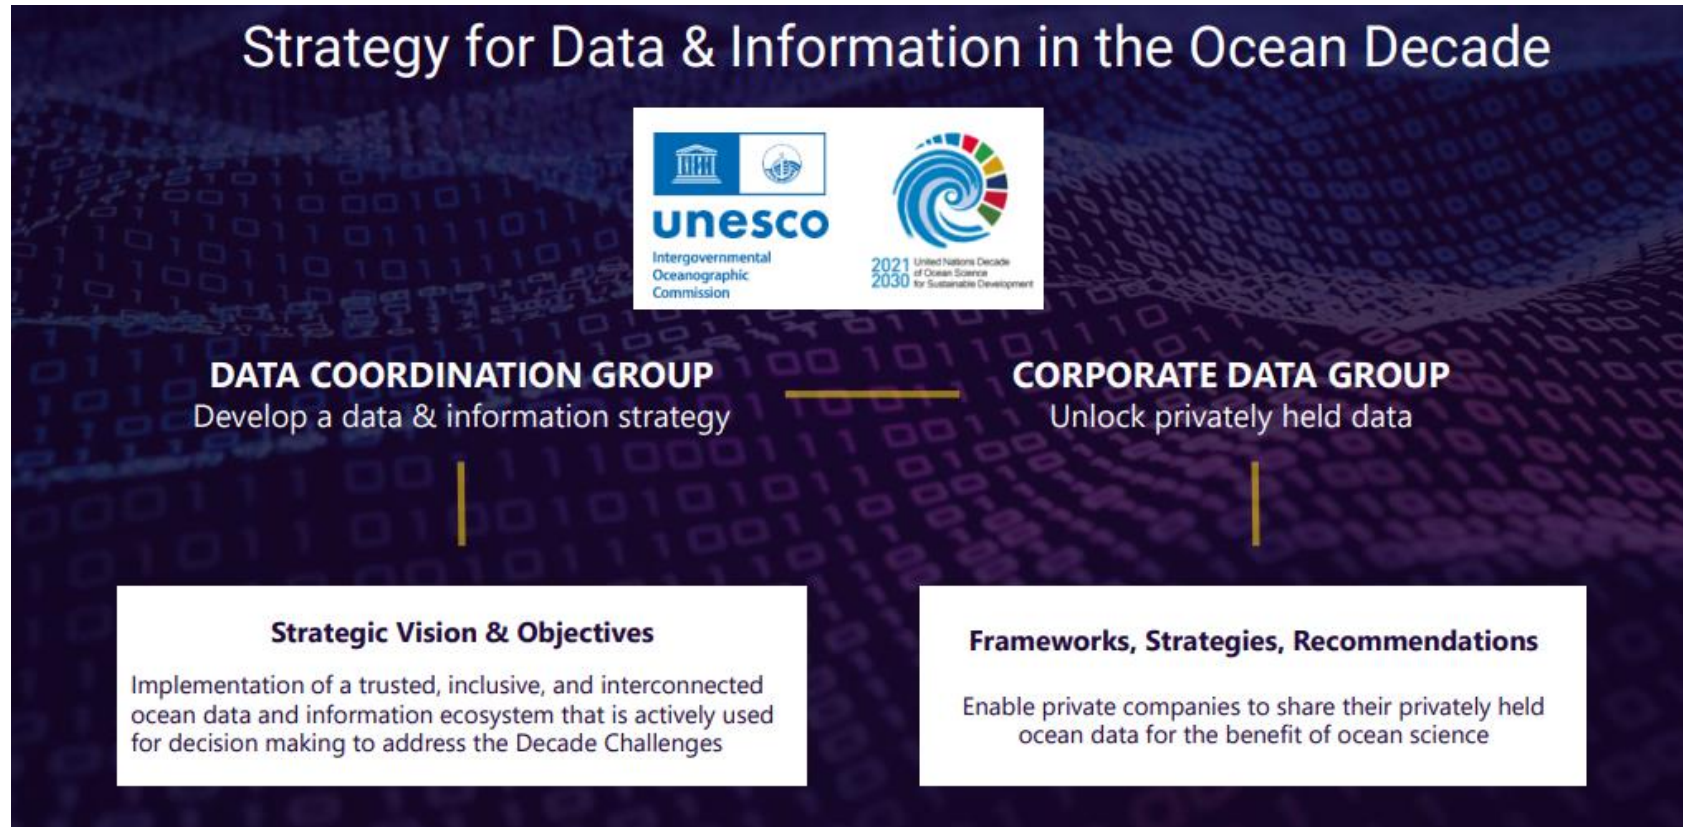 Strategy for Data & Information in the Ocean Decade
unesco
Intergovernmental
Oceanographic
Commission
2021
2030
United Nations Decade
of Ocean Science
for Sustainable Development
DATA COORDINATION GROUP
Develop a data & information strategy
CORPORATE DATA GROUP
Unlock privately held data
Strategic Vision & Objectives
Implementation of a trusted, inclusive, and interconnected
ocean data and information ecosystem that is actively used
for decision making to address the Decade Challenges
Frameworks, Strategies, Recommendations
Enable private companies to share their privately held
ocean data for the benefit of ocean science